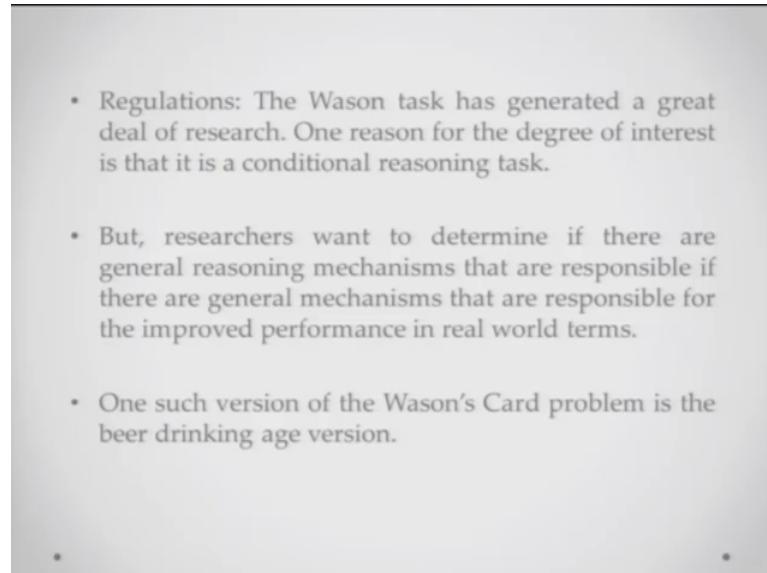 • Regulations: The Wason task has generated a great
deal of research. One reason for the degree of interest
is that it is a conditional reasoning task.
• But, researchers want to determine if there are
general reasoning mechanisms that are responsible if
there are general mechanisms that are responsible for
the improved performance in real world terms.
• One such version of the Wason's Card problem is the
beer drinking age version.